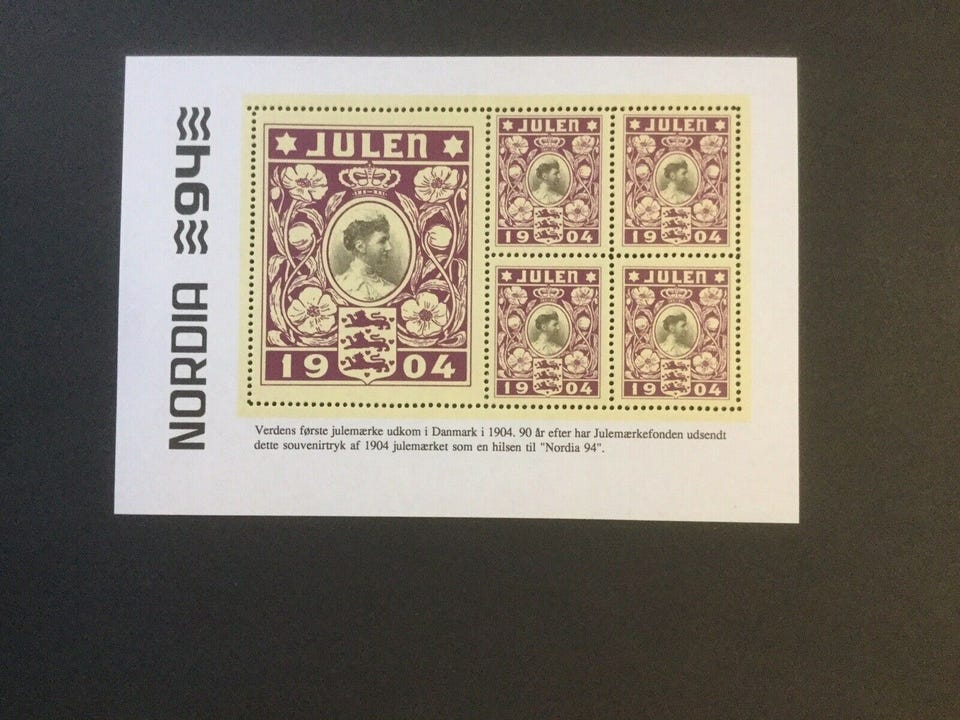 NORDIA 94
JULEN
1904
JULEN
1904
JULEN
1904
JULEN
1904
JULEN
1904
Verdens første julemærke udkom i Danmark i 1904. 90 år efter har Julemærkefonden udsendt
dette souvenirtryk af 1904 julemærket som en hilsen til "Nordia 94".